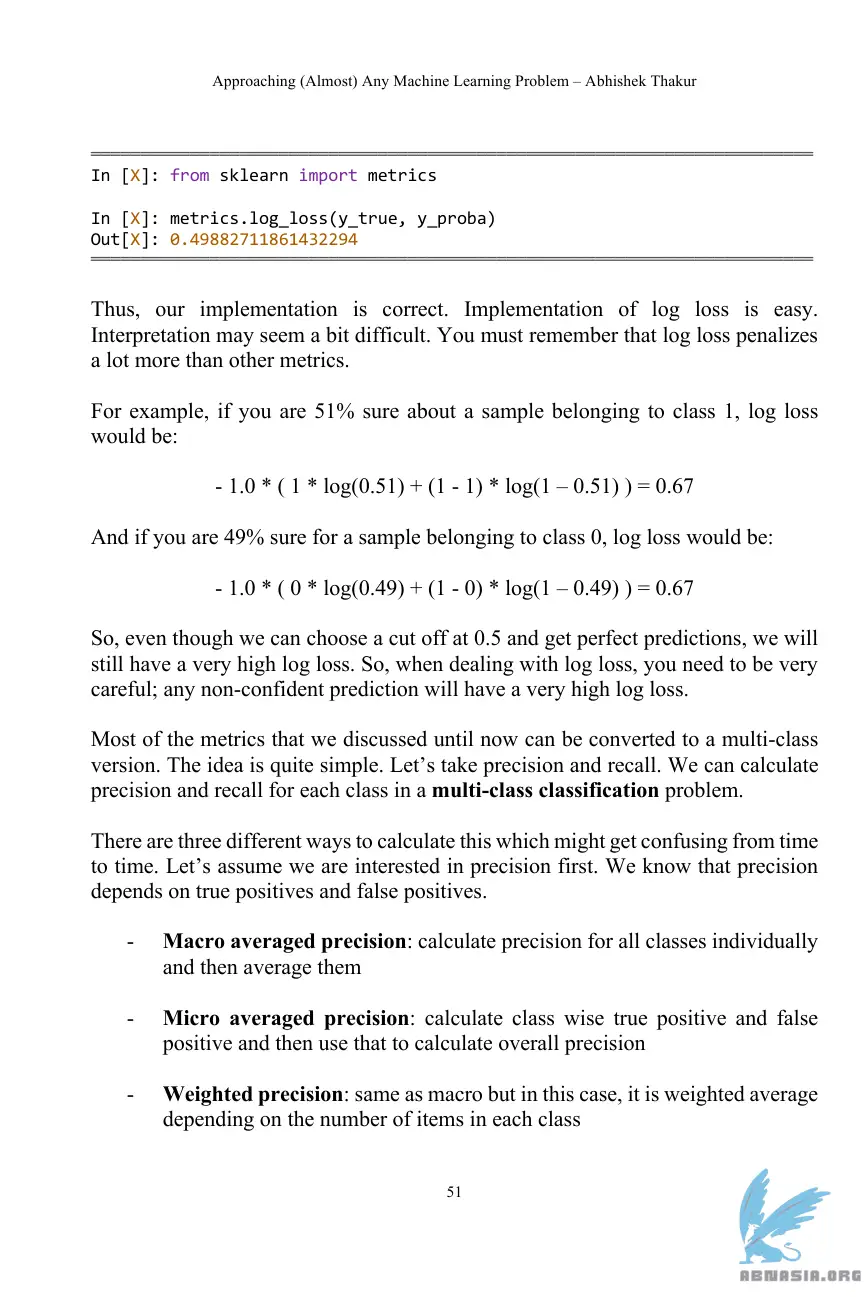 Approaching (Almost) Any Machine Learning Problem – Abhishek Thakur
In [X]: from sklearn import metrics
In [X]: metrics.log_loss(y_true, y_proba)
Out[X]: 0.49882711861432294
Thus, our implementation is correct. Implementation of log loss is easy.
Interpretation may seem a bit difficult. You must remember that log loss penalizes
a lot more than other metrics.
For example, if you are 51% sure about a sample belonging to class 1, log loss
would be:
- 1.0 * ( 1 * log(0.51) + (1 - 1) * log(1 – 0.51) ) = 0.67
And if you are 49% sure for a sample belonging to class 0, log loss would be:
- 1.0 * ( 0 * log(0.49) + (1 - 0) * log(1 – 0.49) ) = 0.67
So, even though we can choose a cut off at 0.5 and get perfect predictions, we will
still have a very high log loss. So, when dealing with log loss, you need to be very
careful; any non-confident prediction will have a very high log loss.
Most of the metrics that we discussed until now can be converted to a multi-class
version. The idea is quite simple. Let’s take precision and recall. We can calculate
precision and recall for each class in a multi-class classification problem.
There are three different ways to calculate this which might get confusing from time
to time. Let’s assume we are interested in precision first. We know that precision
depends on true positives and false positives.
- Macro averaged precision: calculate precision for all classes individually
and then average them
- Micro averaged precision: calculate class wise true positive and false
positive and then use that to calculate overall precision
- Weighted precision: same as macro but in this case, it is weighted average
depending on the number of items in each class
51
ABNASIA.ORG